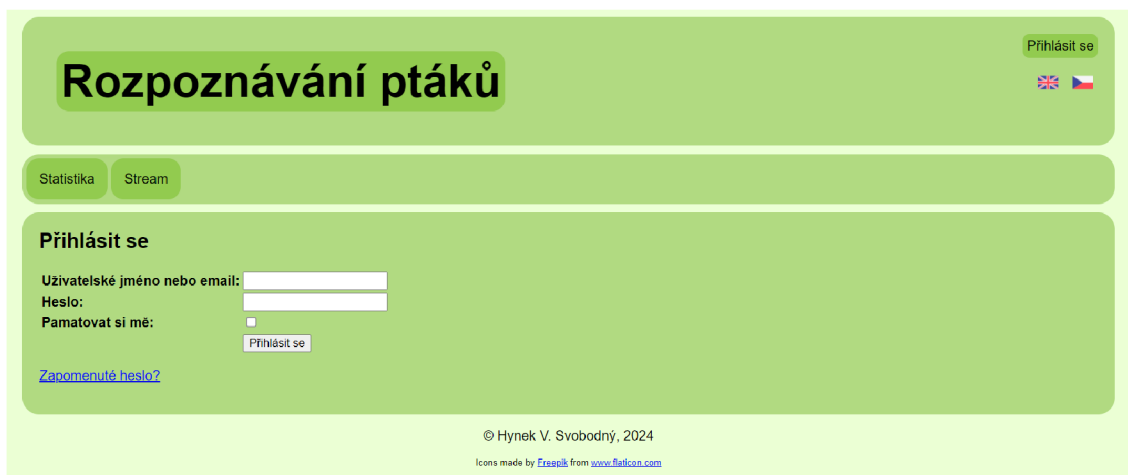 Přihlásit se
Rozpoznávání ptáků
Statistika Stream
Přihlásit se
Uživatelské jméno nebo email:
Heslo:
Pamatovat si mě:
Přihlásit se
Zapomenuté heslo?
© Hynek V. Svobodný, 2024
Icons made by Freepik from www.flaticon.com